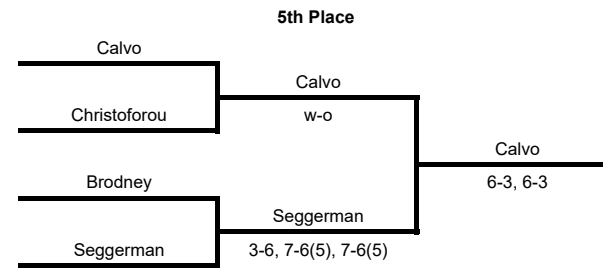 5th Place
Calvo
Christoforou
Calvo
w-o
Brodney
Seggerman
Seggerman
3-6, 7-6(5), 7-6(5)
Calvo
6-3, 6-3